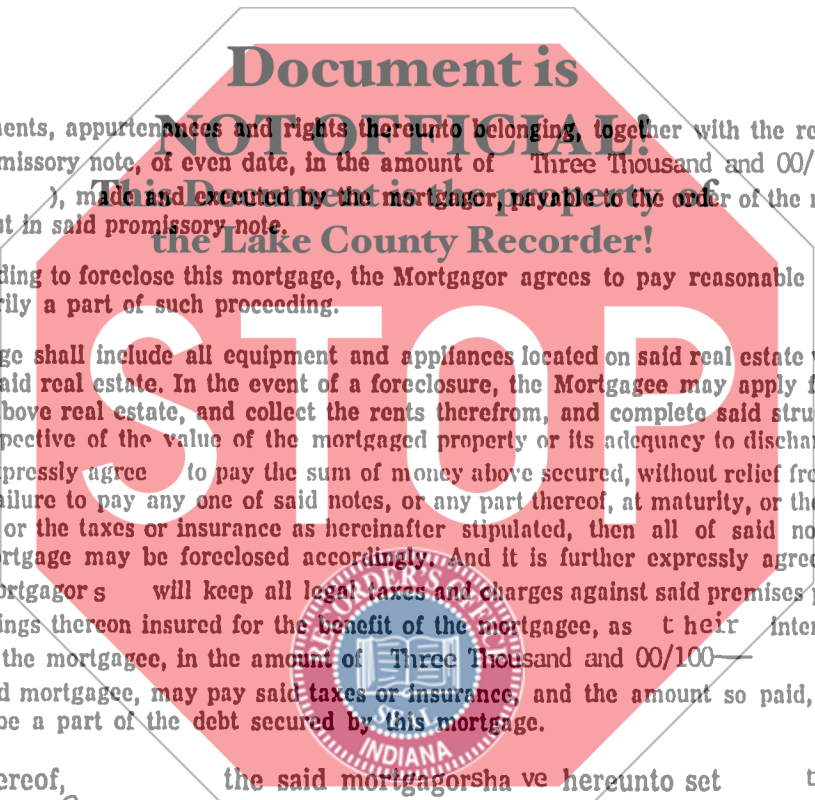 Document is
NOT OFFICIAL!
This Document is the property of
the Lake County Recorder!
STOP
ents, appurtenances and rights thereunto belonging, together with the re
missory note, of even date, in the amount of Three Thousand and 00/
), made and executed by the mortgagor, payable to the order of the
t in said promissory note.
ding to foreclose this mortgage, the Mortgagor agrees to pay reasonable
rily a part of such proceeding.
ge shall include all equipment and appliances located on said real estate
aid real estate. In the event of a foreclosure, the Mortgagee may apply f
bove real estate, and collect the rents therefrom, and complete said stru
pective of the value of the mortgaged property or its adequacy to dischar
pressly agree to pay the sum of money above secured, without relief fro
ailure to pay any one of said notes, or any part thereof, at maturity, or the
or the taxes or insurance as hereinafter stipulated, then all of said no
ortgage may be foreclosed accordingly. And it is further expressly agree
ortgagor s will keep all legal taxes and charges against said premises p
ings thereon insured for the benefit of the mortgagee, as their inter
the mortgagee, in the amount of Three Thousand and 00/100—
d mortgagee, may pay said taxes or insurance, and the amount so paid,
be a part of the debt secured by this mortgage.
ereof, the said mortgagorsha ve hereunto set
RECORDER'S OFFICE
SEAL
INDIANA